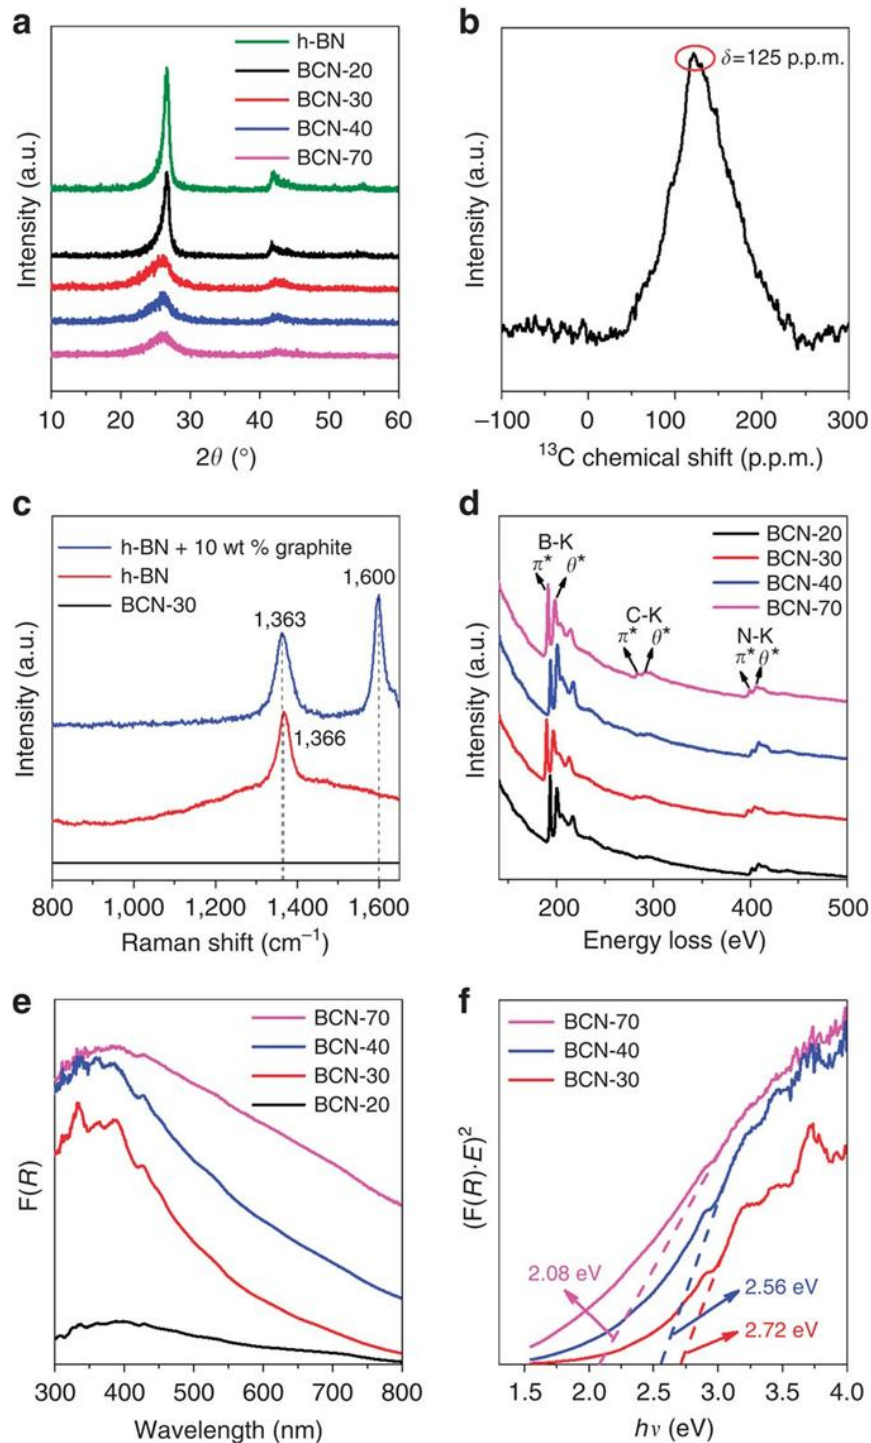 a
h-BN
BCN-20
BCN-30
BCN-40
BCN-70
Intensity (a.u.)
10 20 30 40 50 60
2θ (°)
b
δ=125 p.p.m.
Intensity (a.u.)
−100 0 100 200 300
¹³C chemical shift (p.p.m.)
c
h-BN + 10 wt % graphite
h-BN
BCN-30
1,600
1,363
1,366
Intensity (a.u.)
800 1,000 1,200 1,400 1,600
Raman shift (cm⁻¹)
d
BCN-20
BCN-30
BCN-40
BCN-70
B-K
π* θ*
C-K
π* θ*
N-K
π* θ*
Intensity (a.u.)
200 300 400 500
Energy loss (eV)
e
BCN-70
BCN-40
BCN-30
BCN-20
F(R)
300 400 500 600 700 800
Wavelength (nm)
f
BCN-70
BCN-40
BCN-30
(F(R)·E)²
2.08 eV
2.56 eV
2.72 eV
1.5 2.0 2.5 3.0 3.5 4.0
hν (eV)